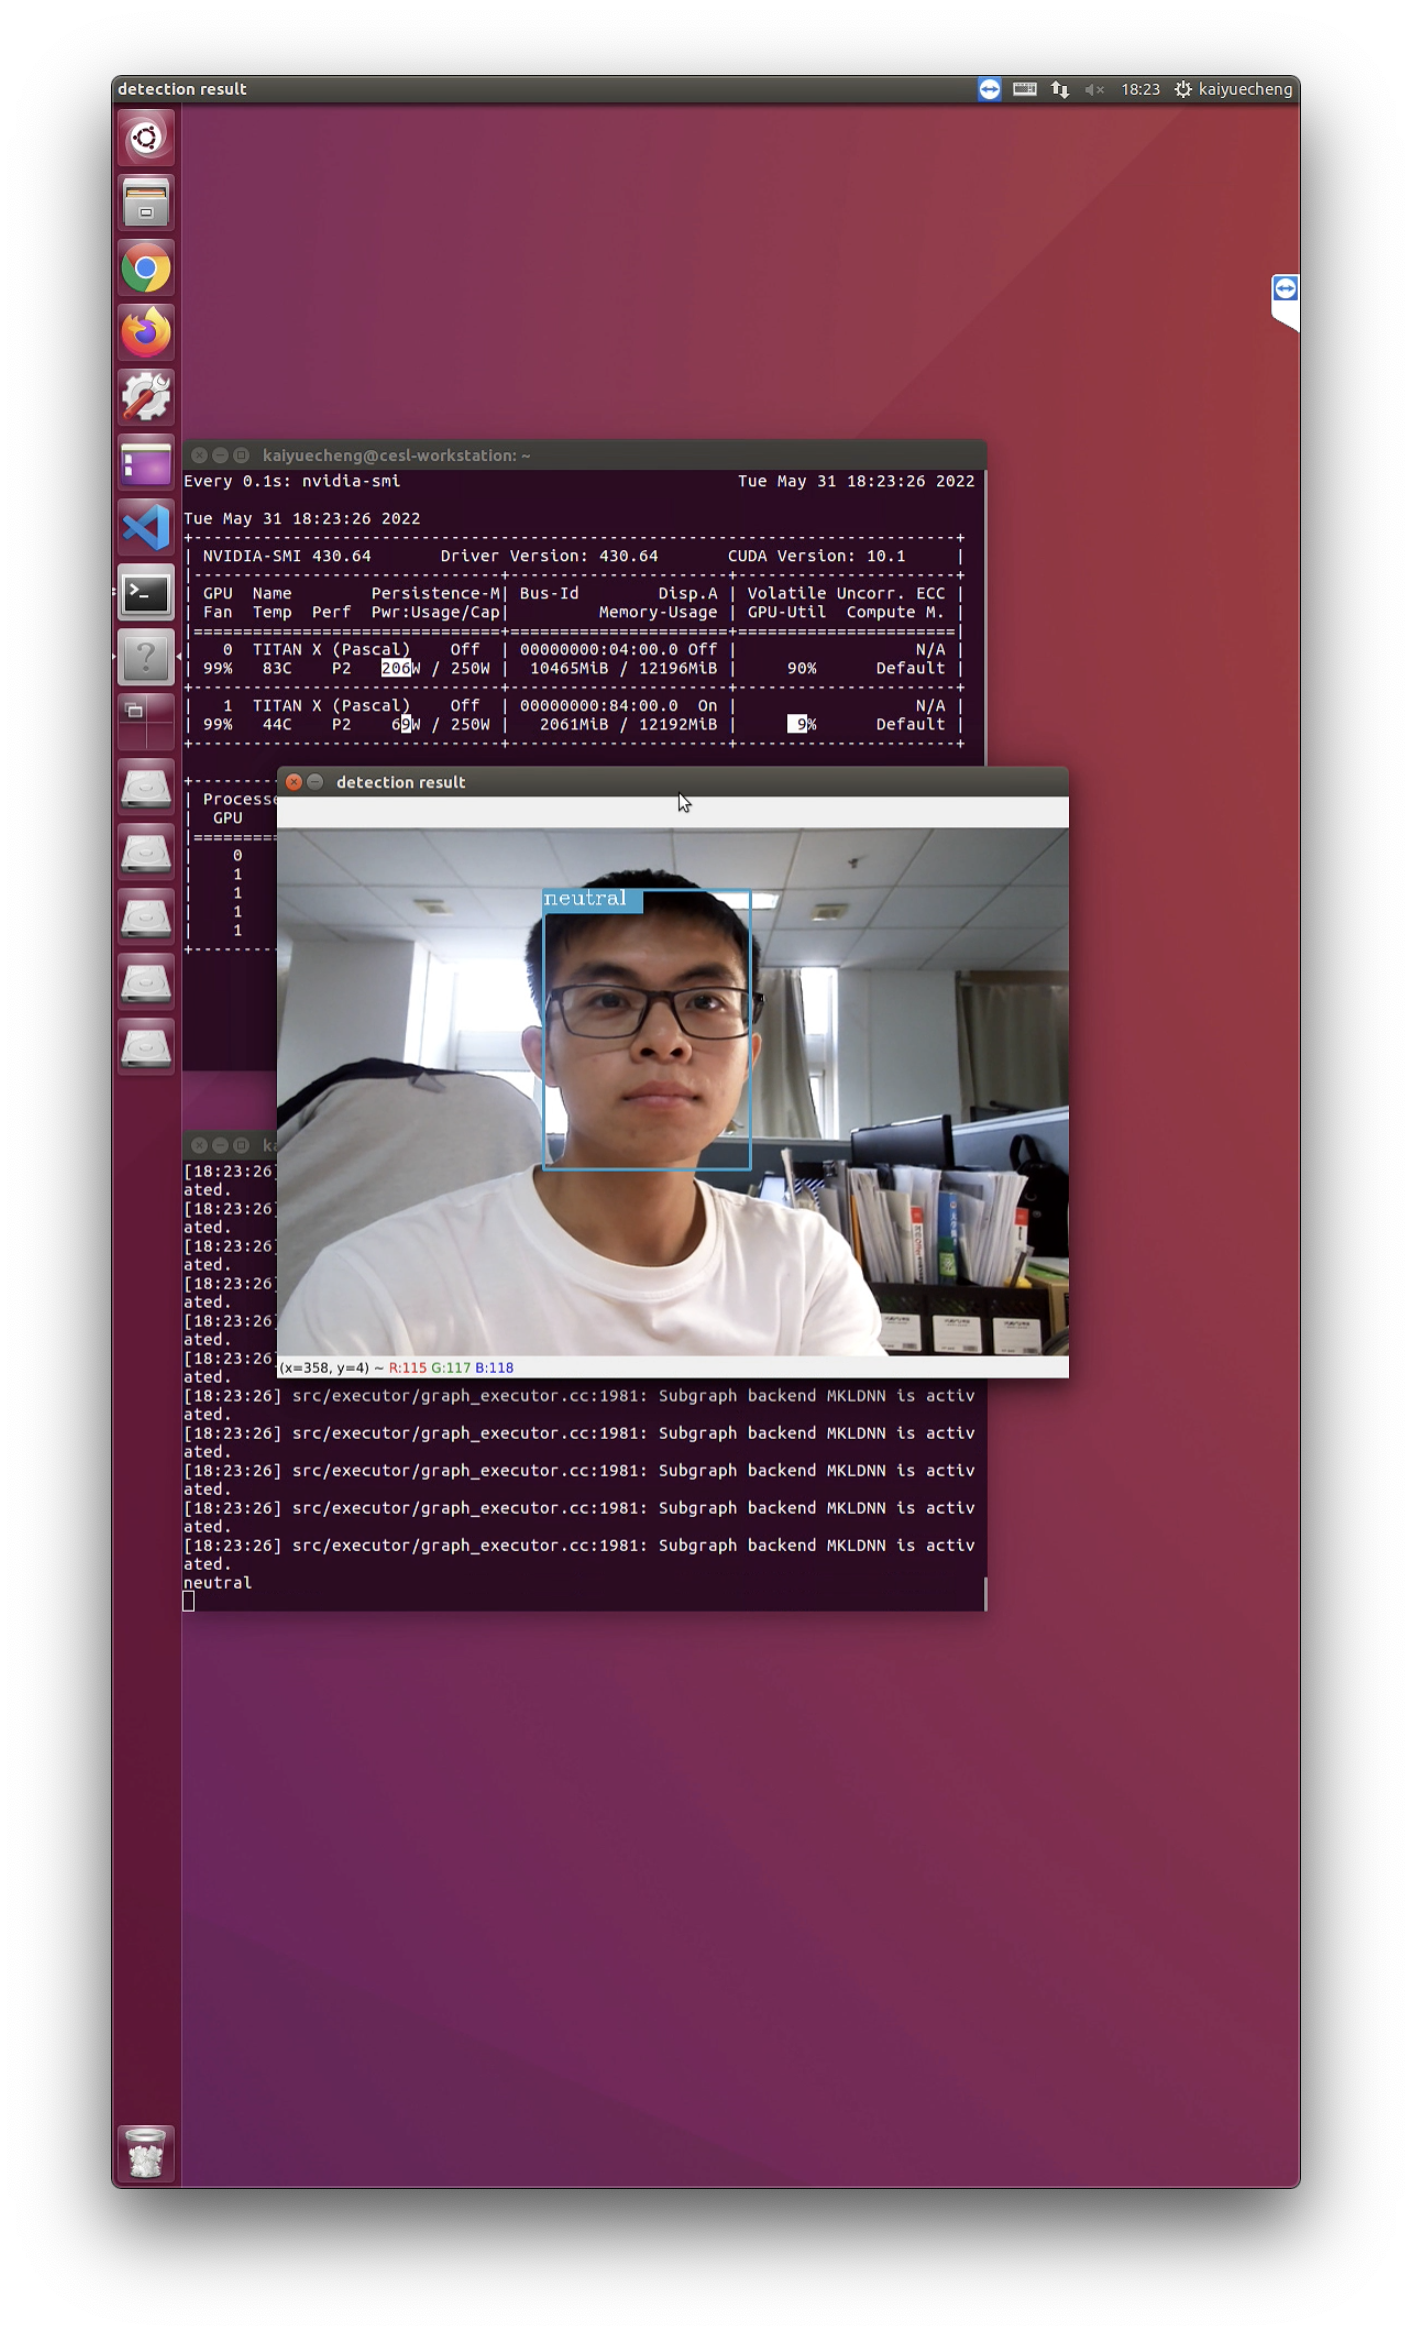 detection result
18:23 kaiyuecheng
kaiyuecheng@cesl-workstation: ~
Every 0.1s: nvidia-smi Tue May 31 18:23:26 2022
Tue May 31 18:23:26 2022
+-----------------------------------------------------------------------------+
| NVIDIA-SMI 430.64 Driver Version: 430.64 CUDA Version: 10.1 |
|-------------------------------+----------------------+----------------------+
| GPU Name Persistence-M| Bus-Id Disp.A | Volatile Uncorr. ECC |
| Fan Temp Perf Pwr:Usage/Cap| Memory-Usage | GPU-Util Compute M. |
|===============================+======================+======================|
| 0 TITAN X (Pascal) Off | 00000000:04:00.0 Off | N/A |
| 99% 83C P2 206W / 250W | 10465MiB / 12196MiB | 90% Default |
+-------------------------------+----------------------+----------------------+
| 1 TITAN X (Pascal) Off | 00000000:84:00.0 On | N/A |
| 99% 44C P2 69W / 250W | 2061MiB / 12192MiB | 9% Default |
+-------------------------------+----------------------+----------------------+
+---------
| Processe
| GPU
|=========
| 0
| 1
| 1
| 1
| 1
+---------
detection result
neutral
(x=358, y=4) ~ R:115 G:117 B:118
ka
[18:23:26]
ated.
[18:23:26]
ated.
[18:23:26]
ated.
[18:23:26]
ated.
[18:23:26]
ated.
[18:23:26]
ated.
[18:23:26] src/executor/graph_executor.cc:1981: Subgraph backend MKLDNN is activ
ated.
[18:23:26] src/executor/graph_executor.cc:1981: Subgraph backend MKLDNN is activ
ated.
[18:23:26] src/executor/graph_executor.cc:1981: Subgraph backend MKLDNN is activ
ated.
[18:23:26] src/executor/graph_executor.cc:1981: Subgraph backend MKLDNN is activ
ated.
[18:23:26] src/executor/graph_executor.cc:1981: Subgraph backend MKLDNN is activ
ated.
neutral